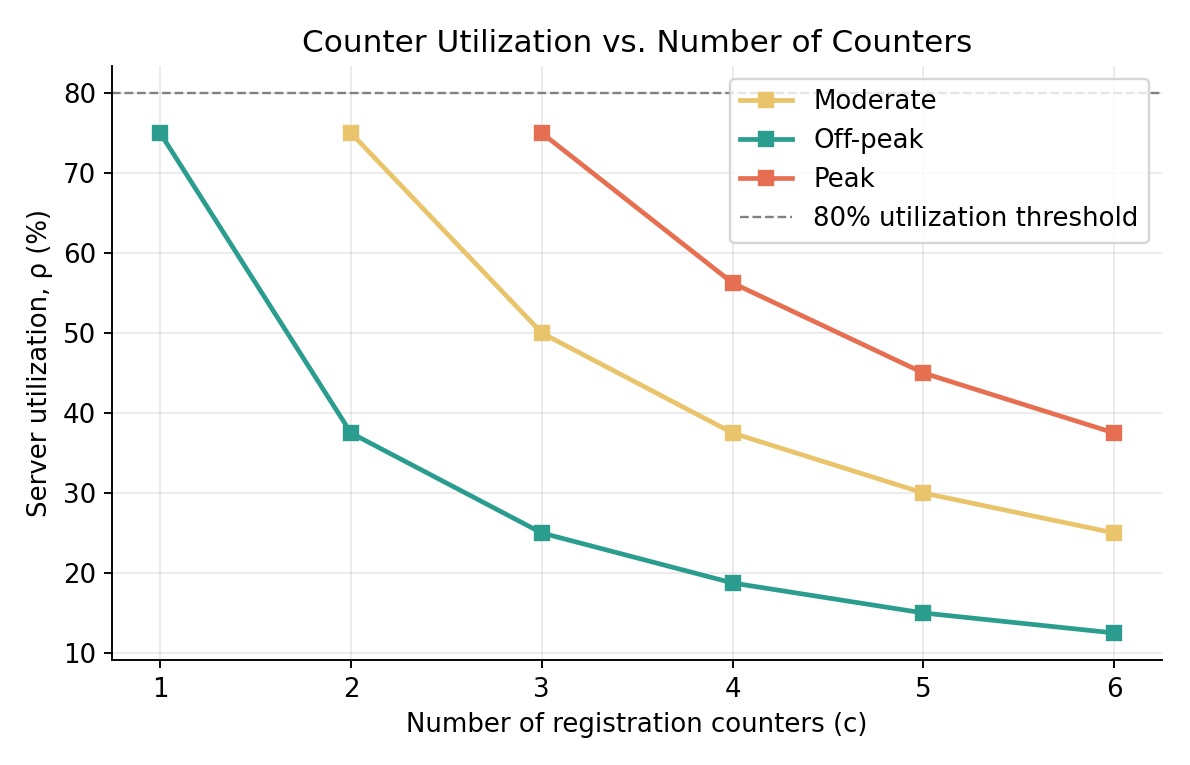 Counter Utilization vs. Number of Counters
Server utilization, ρ (%)
80
70
60
50
40
30
20
10
Moderate
Off-peak
Peak
80% utilization threshold
1 2 3 4 5 6
Number of registration counters (c)